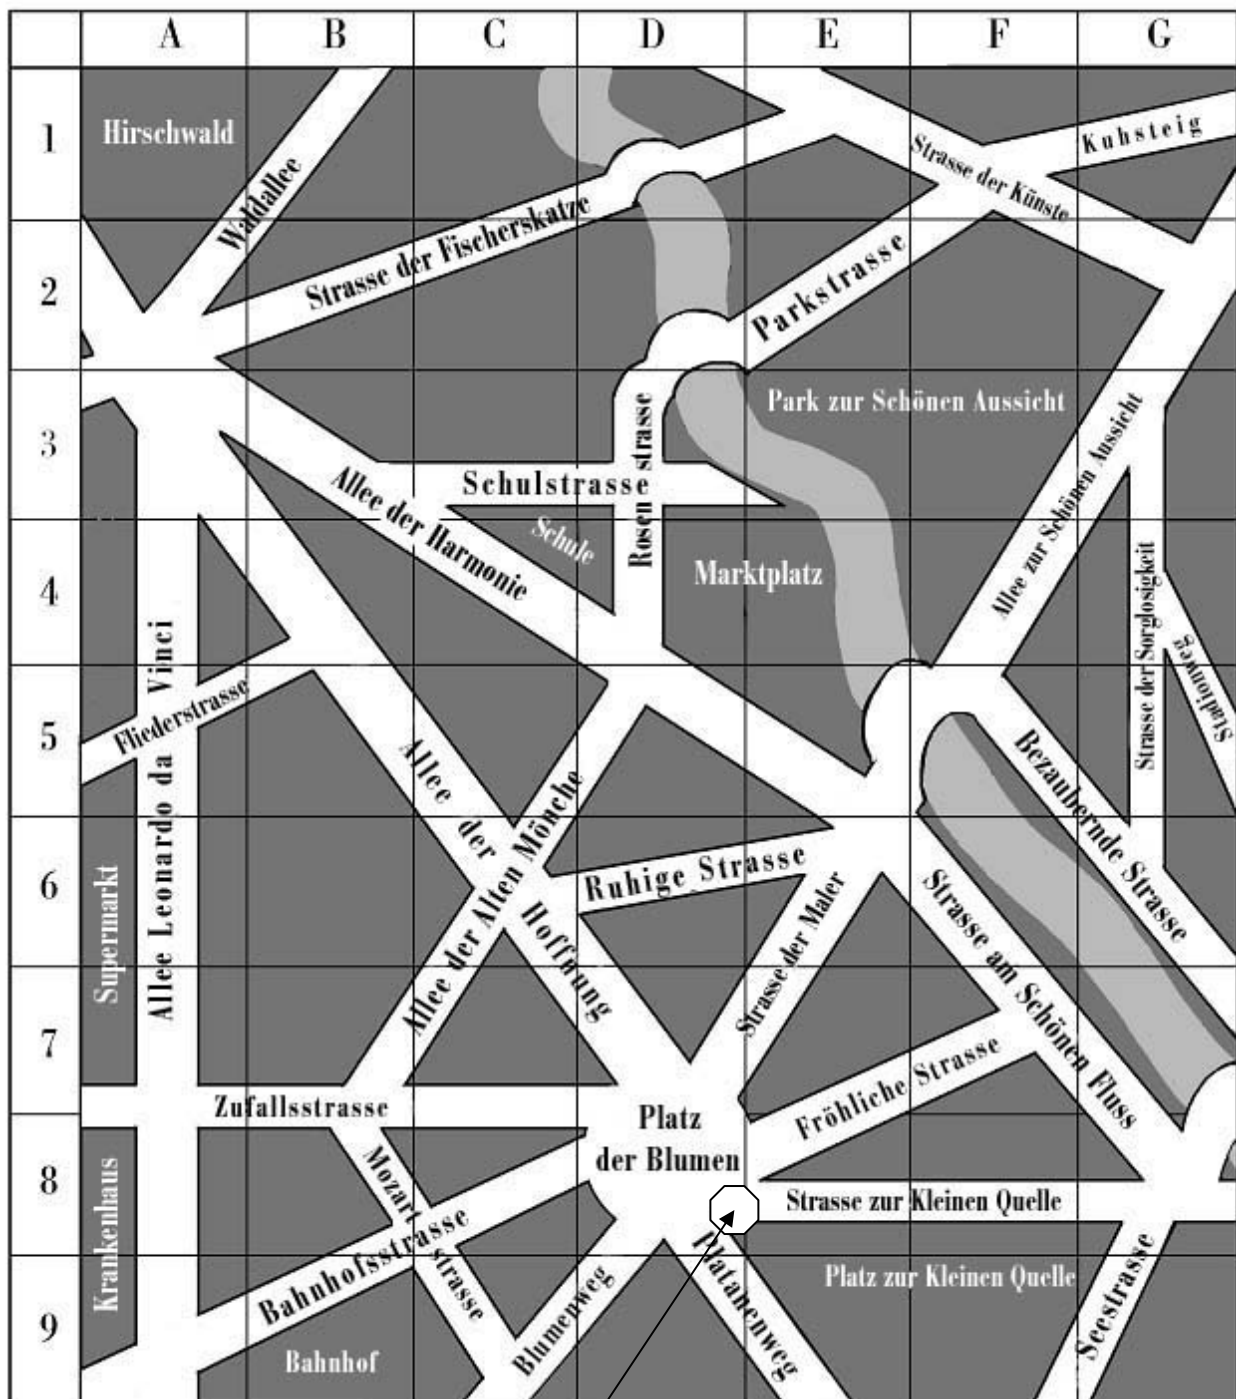 A B C D E F G
1
Hirschwald
Waldallee
Strasse der Fischerskatze
Strasse der Künste
Kuhsteig
2
Parkstrasse
3
Park zur Schönen Aussicht
Allee der Harmonie
Schulstrasse
Rosenstrasse
Allee zur Schönen Aussicht
4
Schule
Marktplatz
Strasse der Sorglosigkeit
Stadionweg
5
Fliederstrasse
Allee Leonardo da Vinci
Allee der Hoffnung
Allee der Alten Mönche
Bezaubernde Strasse
6
Supermarkt
Ruhige Strasse
Strasse der Maler
Strasse am Schönen Fluss
7
Zufallsstrasse
Fröhliche Strasse
Platz
der Blumen
8
Krankenhaus
Mozartstrasse
Bahnhofsstrasse
Strasse zur Kleinen Quelle
9
Bahnhof
Blumenweg
Platanenweg
Platz zur Kleinen Quelle
Seestrasse